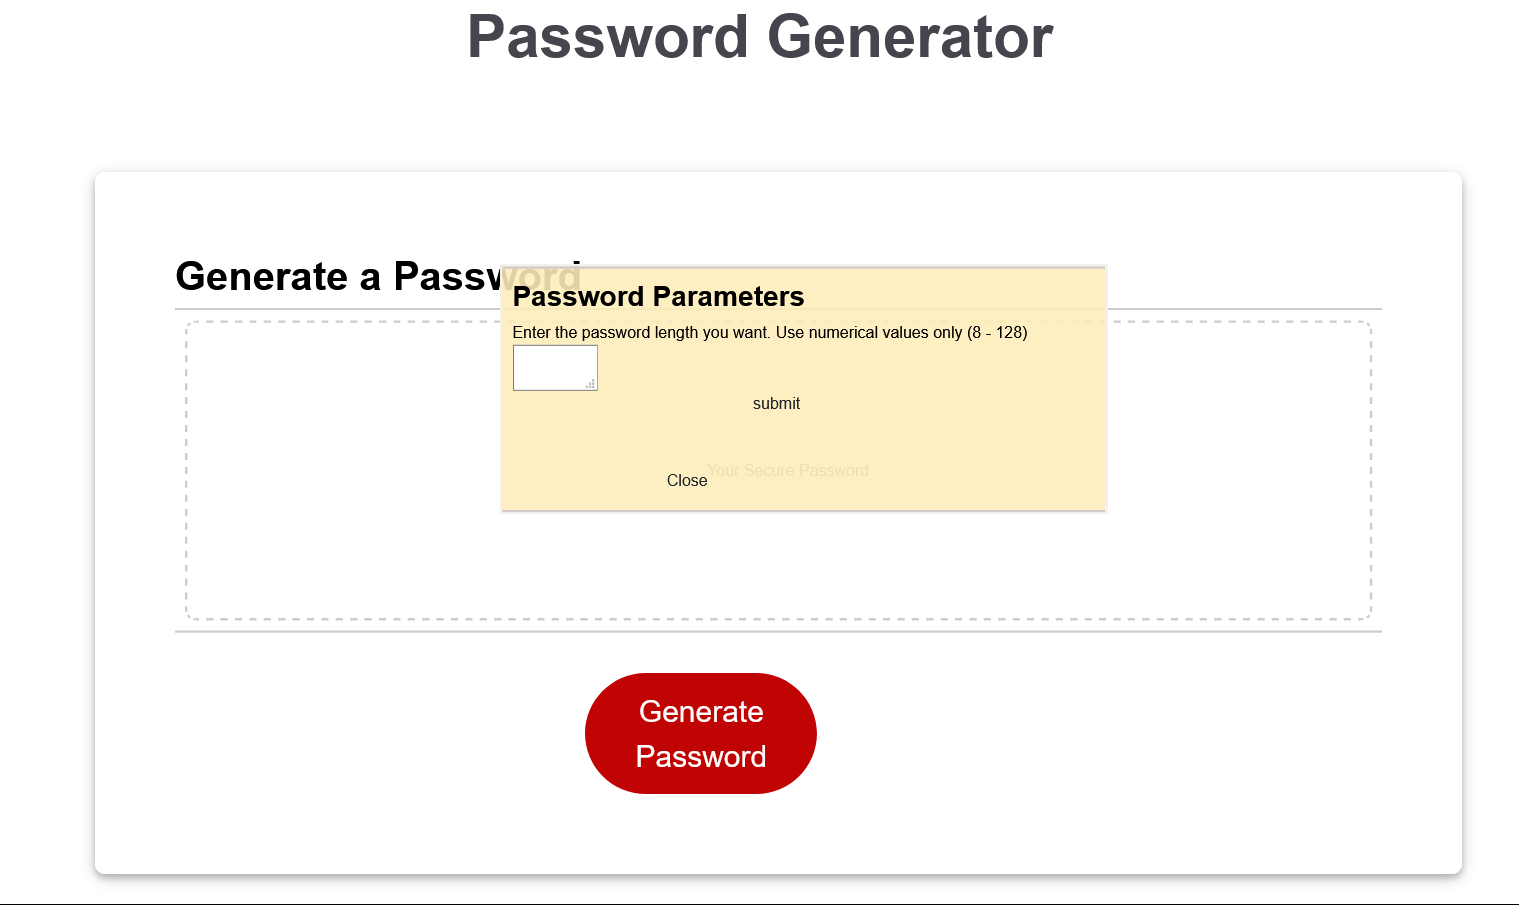 Password Generator
Generate a Password
Password Parameters
Enter the password length you want. Use numerical values only (8 - 128)
submit
Your Secure Password
Close
Generate
Password